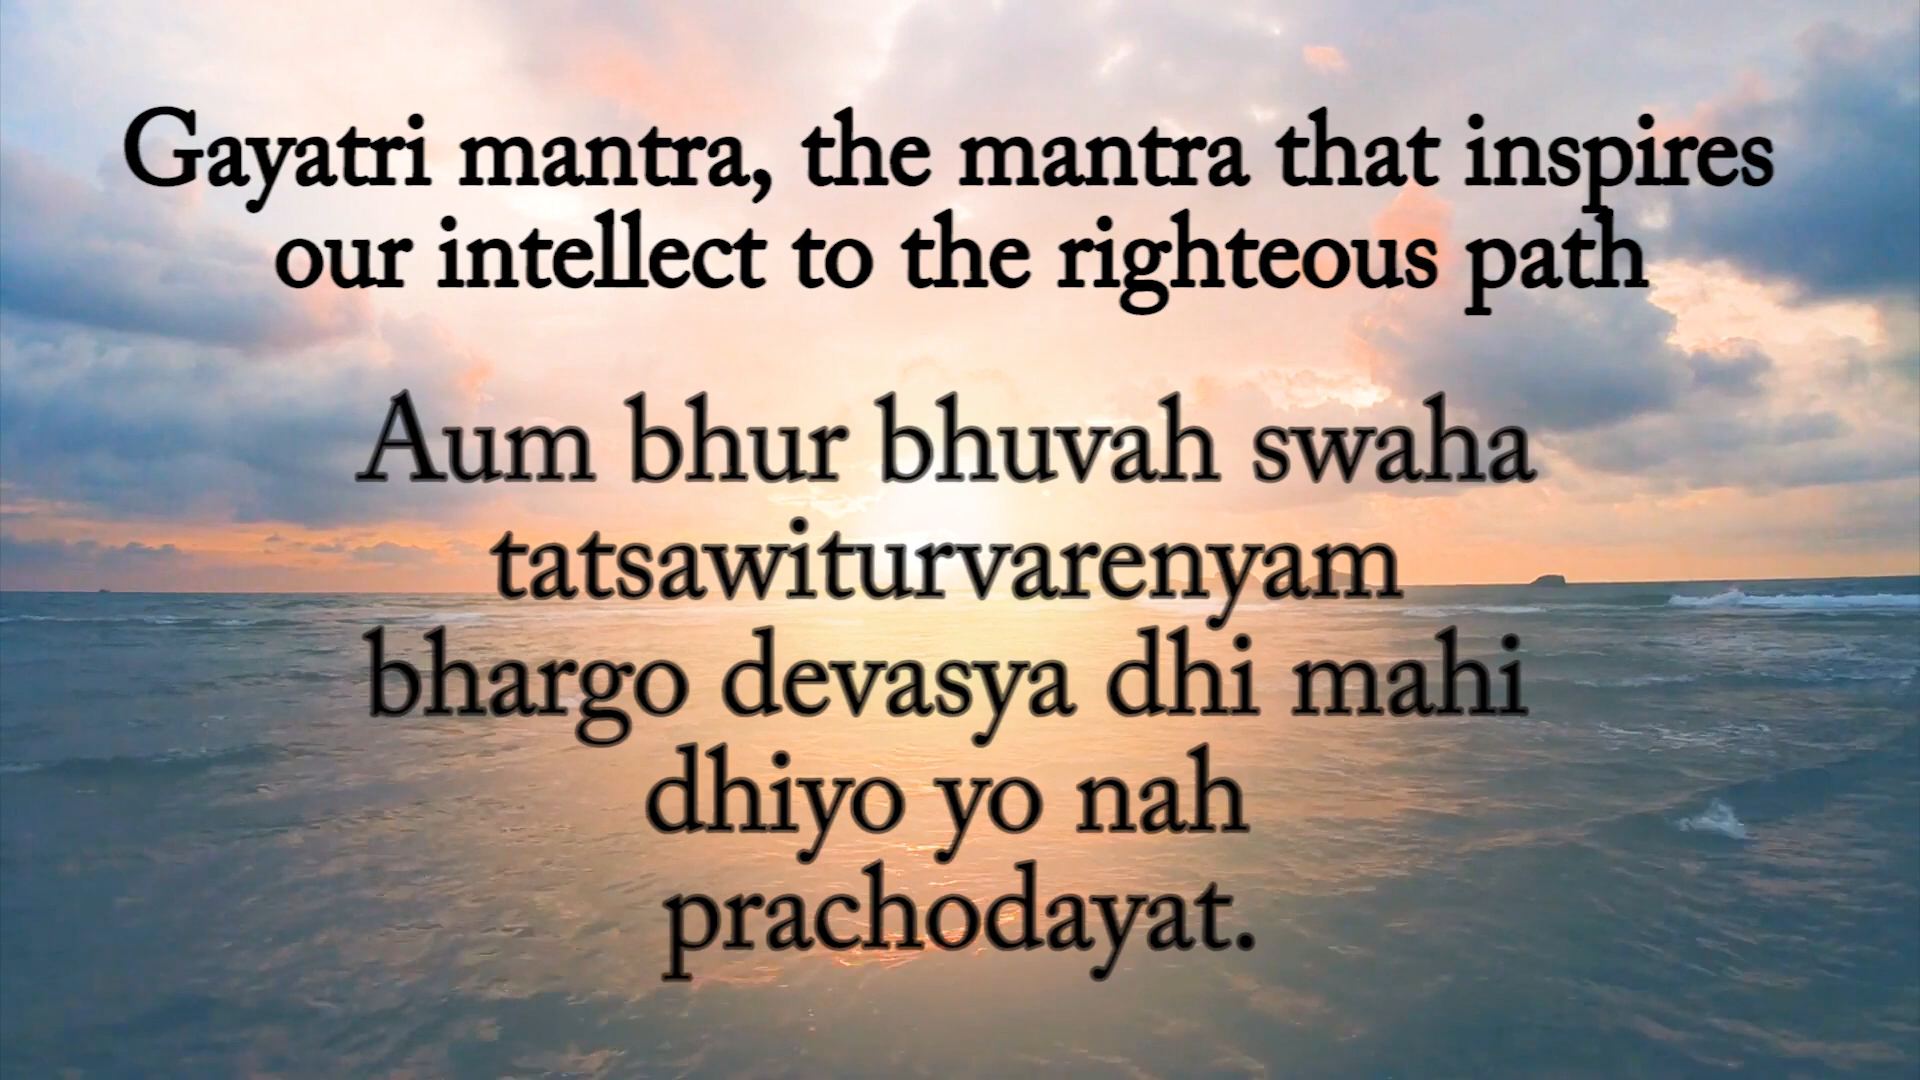 Gayatri mantra, the mantra that inspires
our intellect to the righteous path
Aum bhur bhuvah swaha
tatsawiturvarenyam
bhargo devasya dhi mahi
dhiyo yo nah
prachodayat.